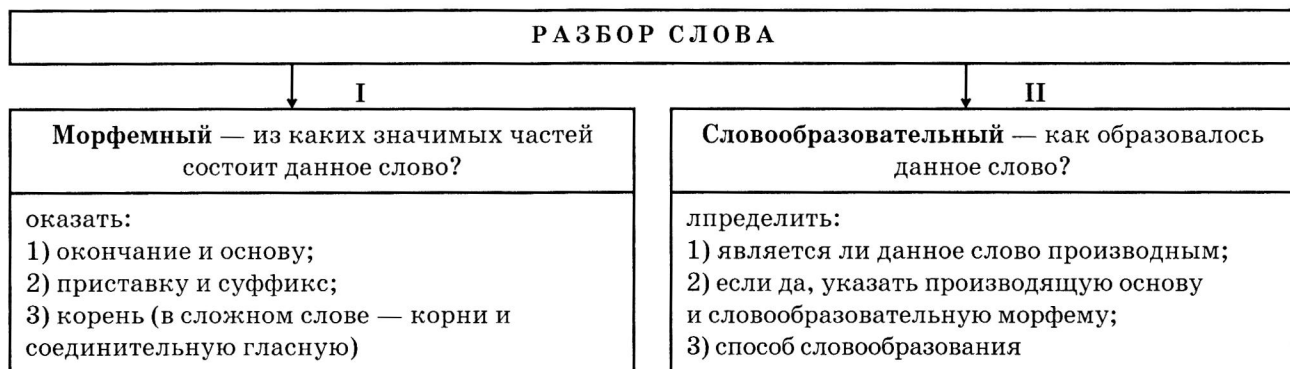 РАЗБОР СЛОВА
I
Морфемный — из каких значимых частей
состоит данное слово?
оказать:
1) окончание и основу;
2) приставку и суффикс;
3) корень (в сложном слове — корни и
соединительную гласную)
II
Словообразовательный — как образовалось
данное слово?
лпределить:
1) является ли данное слово производным;
2) если да, указать производящую основу
и словообразовательную морфему;
3) способ словообразования